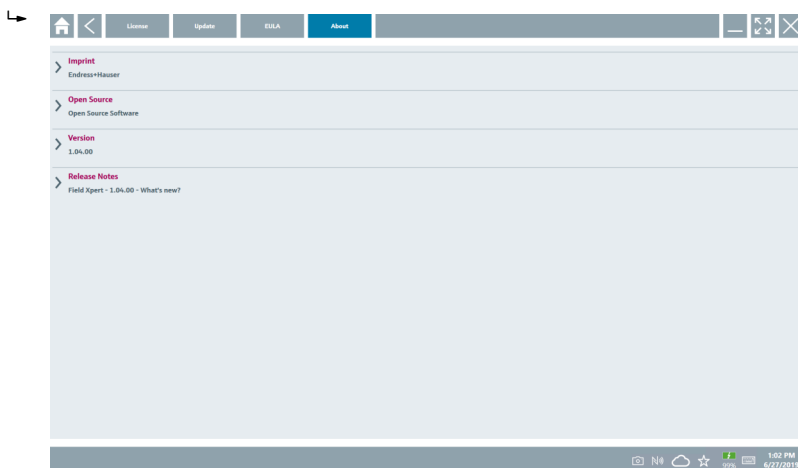 License Update EULA About
Imprint
Endress+Hauser
Open Source
Open Source Software
Version
1.04.00
Release Notes
Field Xpert - 1.04.00 - What's new?
1:02 PM
99% 6/27/2019